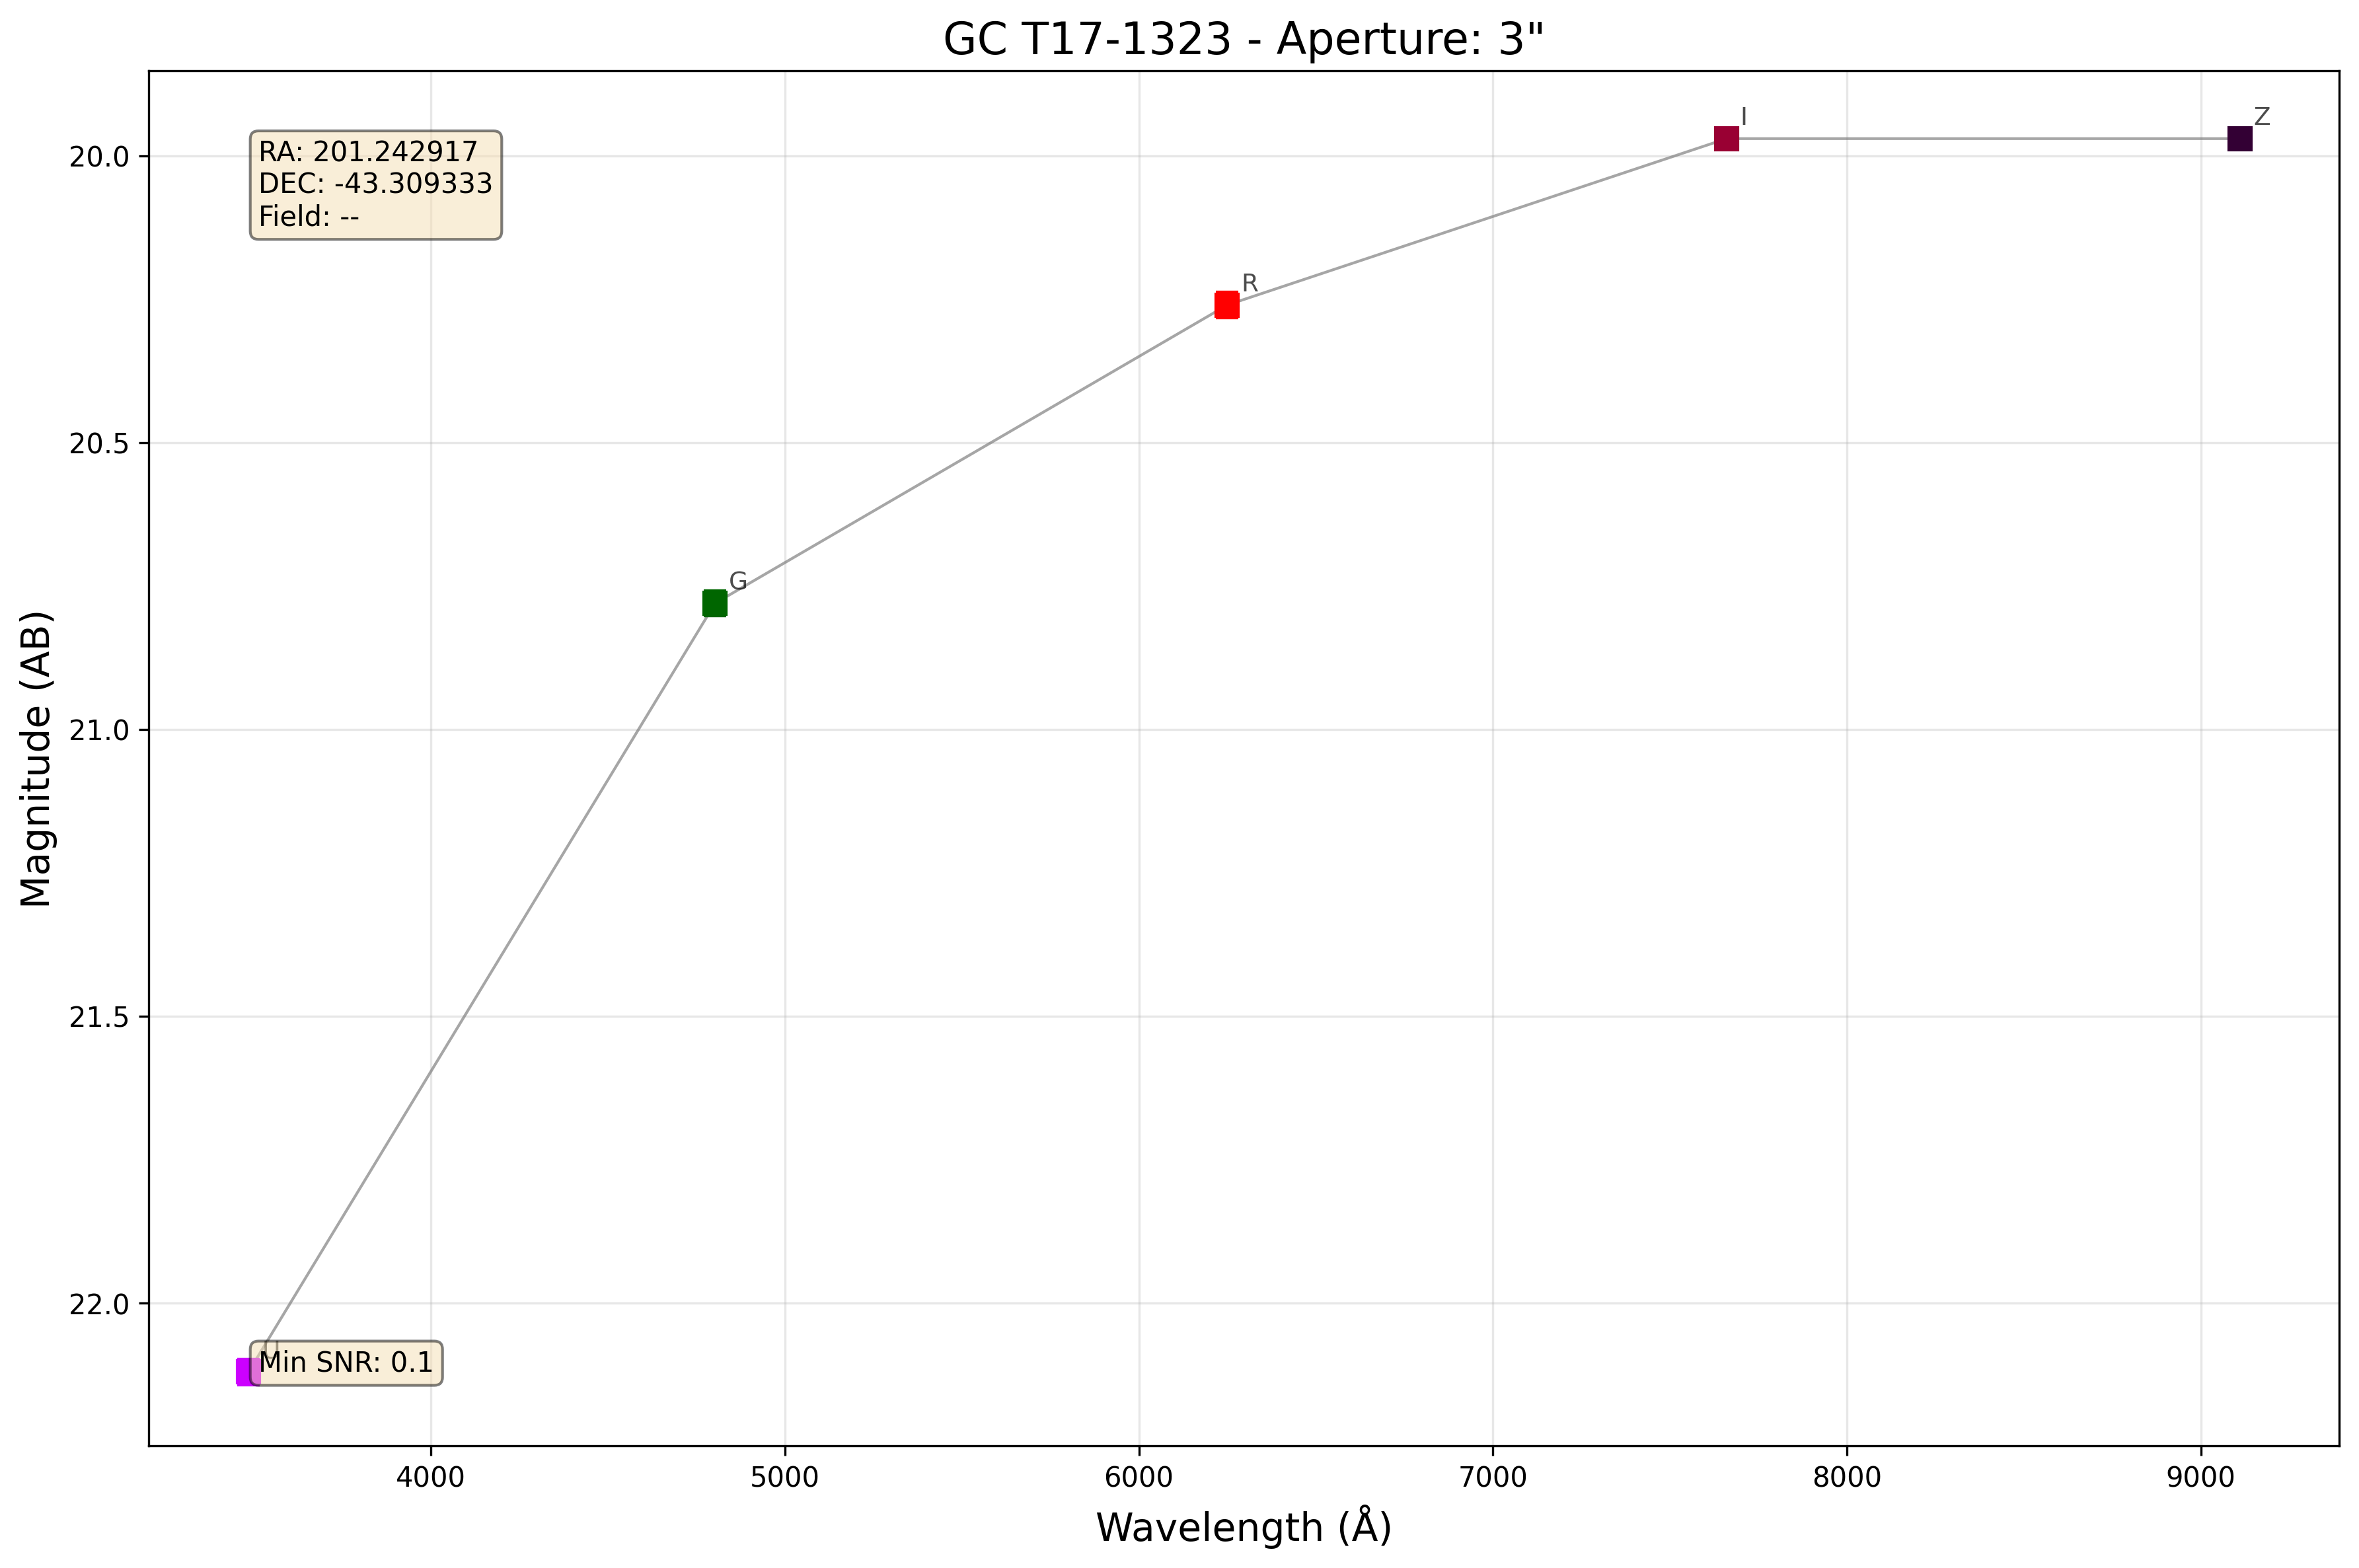 GC T17-1323 - Aperture: 3"
RA: 201.242917
DEC: -43.309333
Field: --
I
Z
R
G
Min SNR: 0.1
Magnitude (AB)
20.0
20.5
21.0
21.5
22.0
4000
5000
6000
7000
8000
9000
Wavelength (Å)